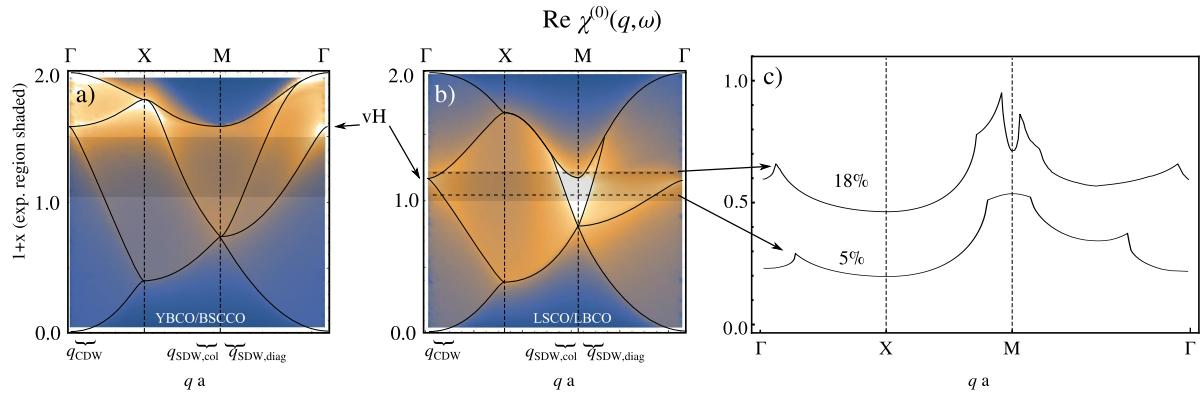 Re χ⁽⁰⁾(q,ω)
Γ X M Γ
Γ X M Γ
a)
b)
c)
vH
1+x (exp. region shaded)
2.0
1.0
0.0
2.0
1.0
0.0
1.0
0.5
0.0
18%
5%
YBCO/BSCCO
LSCO/LBCO
Γ X M Γ
qCDW qSDW,col qSDW,diag
qCDW qSDW,col qSDW,diag
q a
q a
q a